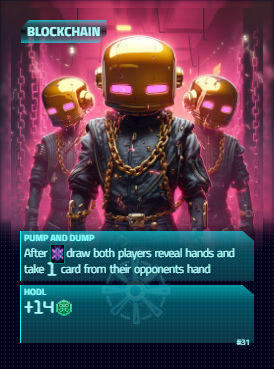 BLOCKCHAIN
PUMP AND DUMP
After draw both players reveal hands and
take 1 card from their opponents hand
HODL
+14
#31